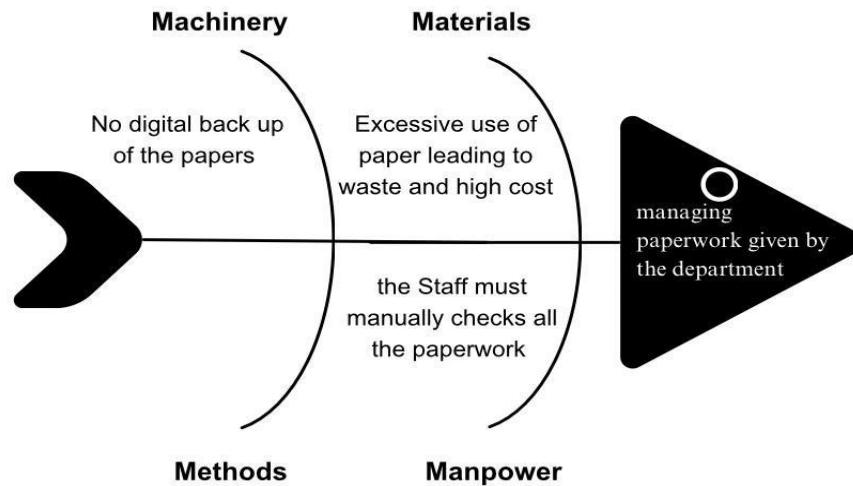 Machinery
Materials
No digital back up
of the papers
Excessive use of
paper leading to
waste and high cost
managing
paperwork given by
the department
the Staff must
manually checks all
the paperwork
Methods
Manpower